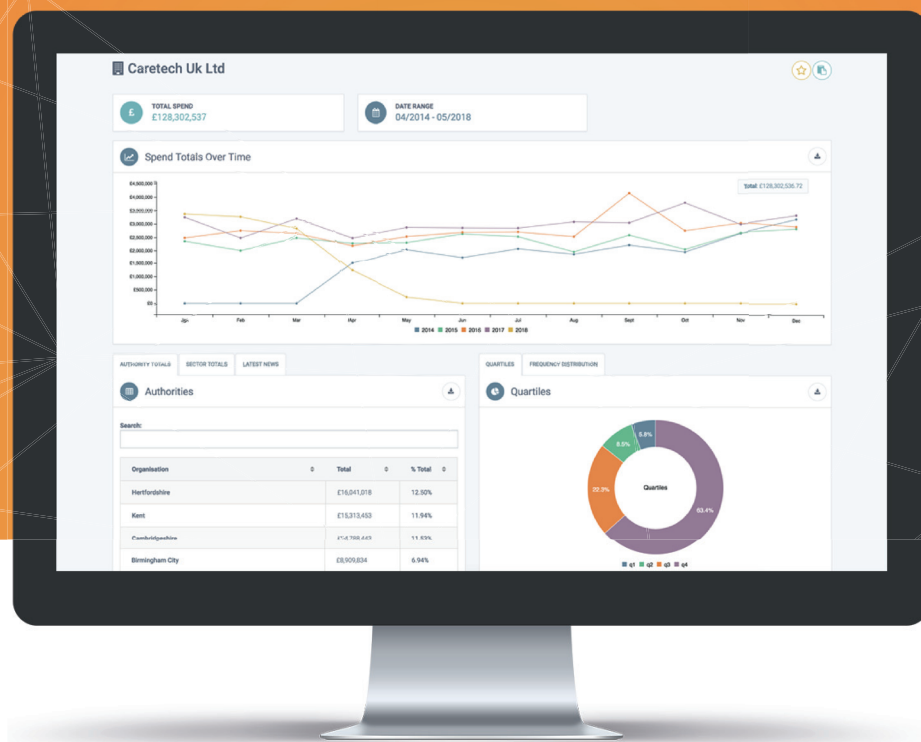 Caretech Uk Ltd
TOTAL SPEND
£128,302,537
DATE RANGE
04/2014 - 05/2018
Spend Totals Over Time
total: £128,302,536.72
£4,000,000
£3,000,000
£2,500,000
£2,000,000
£1,500,000
£1,000,000
£500,000
£0
Jan Feb Mar Apr May Jun Jul Aug Sept Oct Nov Dec
2014 2015 2016 2017 2018
AUTHORITY TOTALS SECTOR TOTALS LATEST NEWS
Authorities
Search:
Organisation Total % Total
Hertfordshire £16,041,018 12.50%
Kent £15,313,453 11.94%
Cambridgeshire
Birmingham City £8,909,834 6.94%
QUARTILES FREQUENCY DISTRIBUTION
Quartiles
5.9%
8.5%
22.3%
Quartiles
63.4%
q1 q2 q3 q4